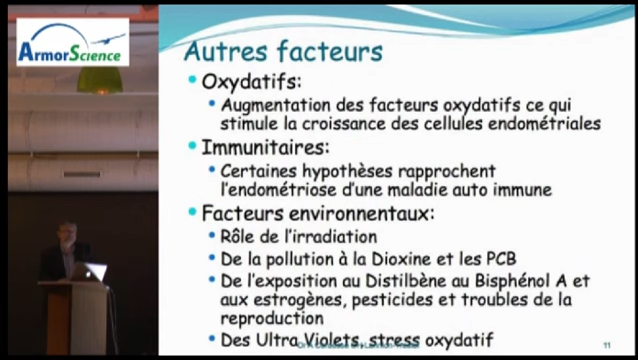 ArmorScience
Autres facteurs
Oxydatifs:
Augmentation des facteurs oxydatifs ce qui
stimule la croissance des cellules endométriales
Immunitaires:
Certaines hypothèses rapprochent
l'endométriose d'une maladie auto immune
Facteurs environnentaux:
Rôle de l'irradiation
De la pollution à la Dioxine et les PCB
De l'exposition au Distilbène au Bisphénol A et
aux estrogènes, pesticides et troubles de la
reproduction
Des Ultra Violets, stress oxydatif
11